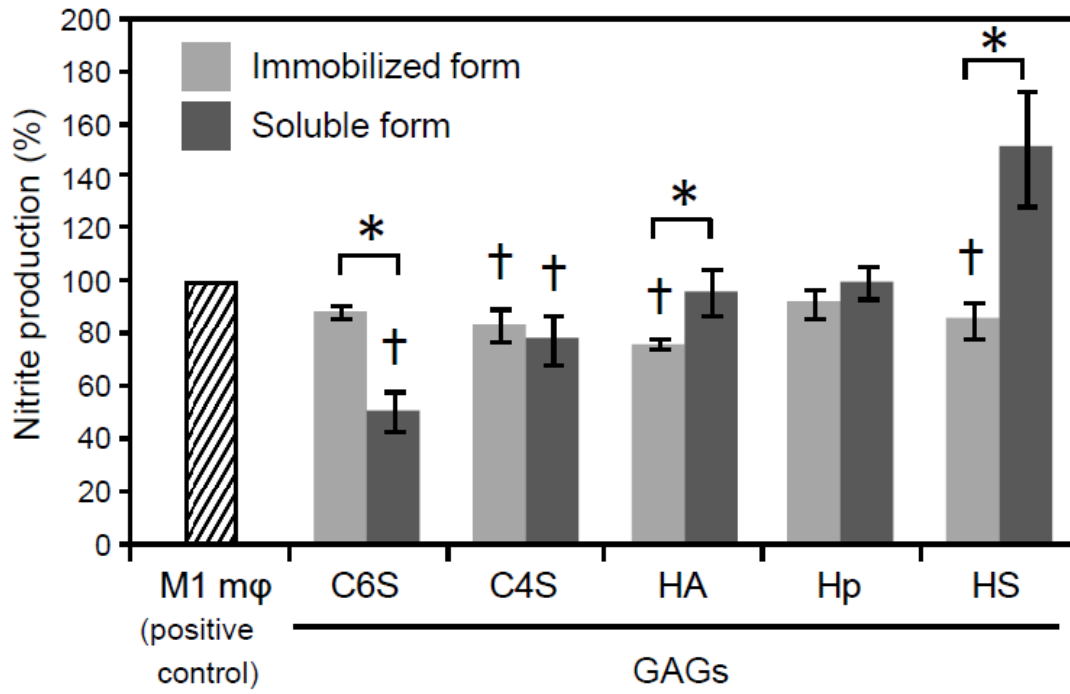 200
180
160
140
120
100
80
60
40
20
0
Nitrite production (%)
Immobilized form
Soluble form
*
†
†
†
*
†
†
*
M1 mφ
(positive
control)
C6S
C4S
HA
Hp
HS
GAGs